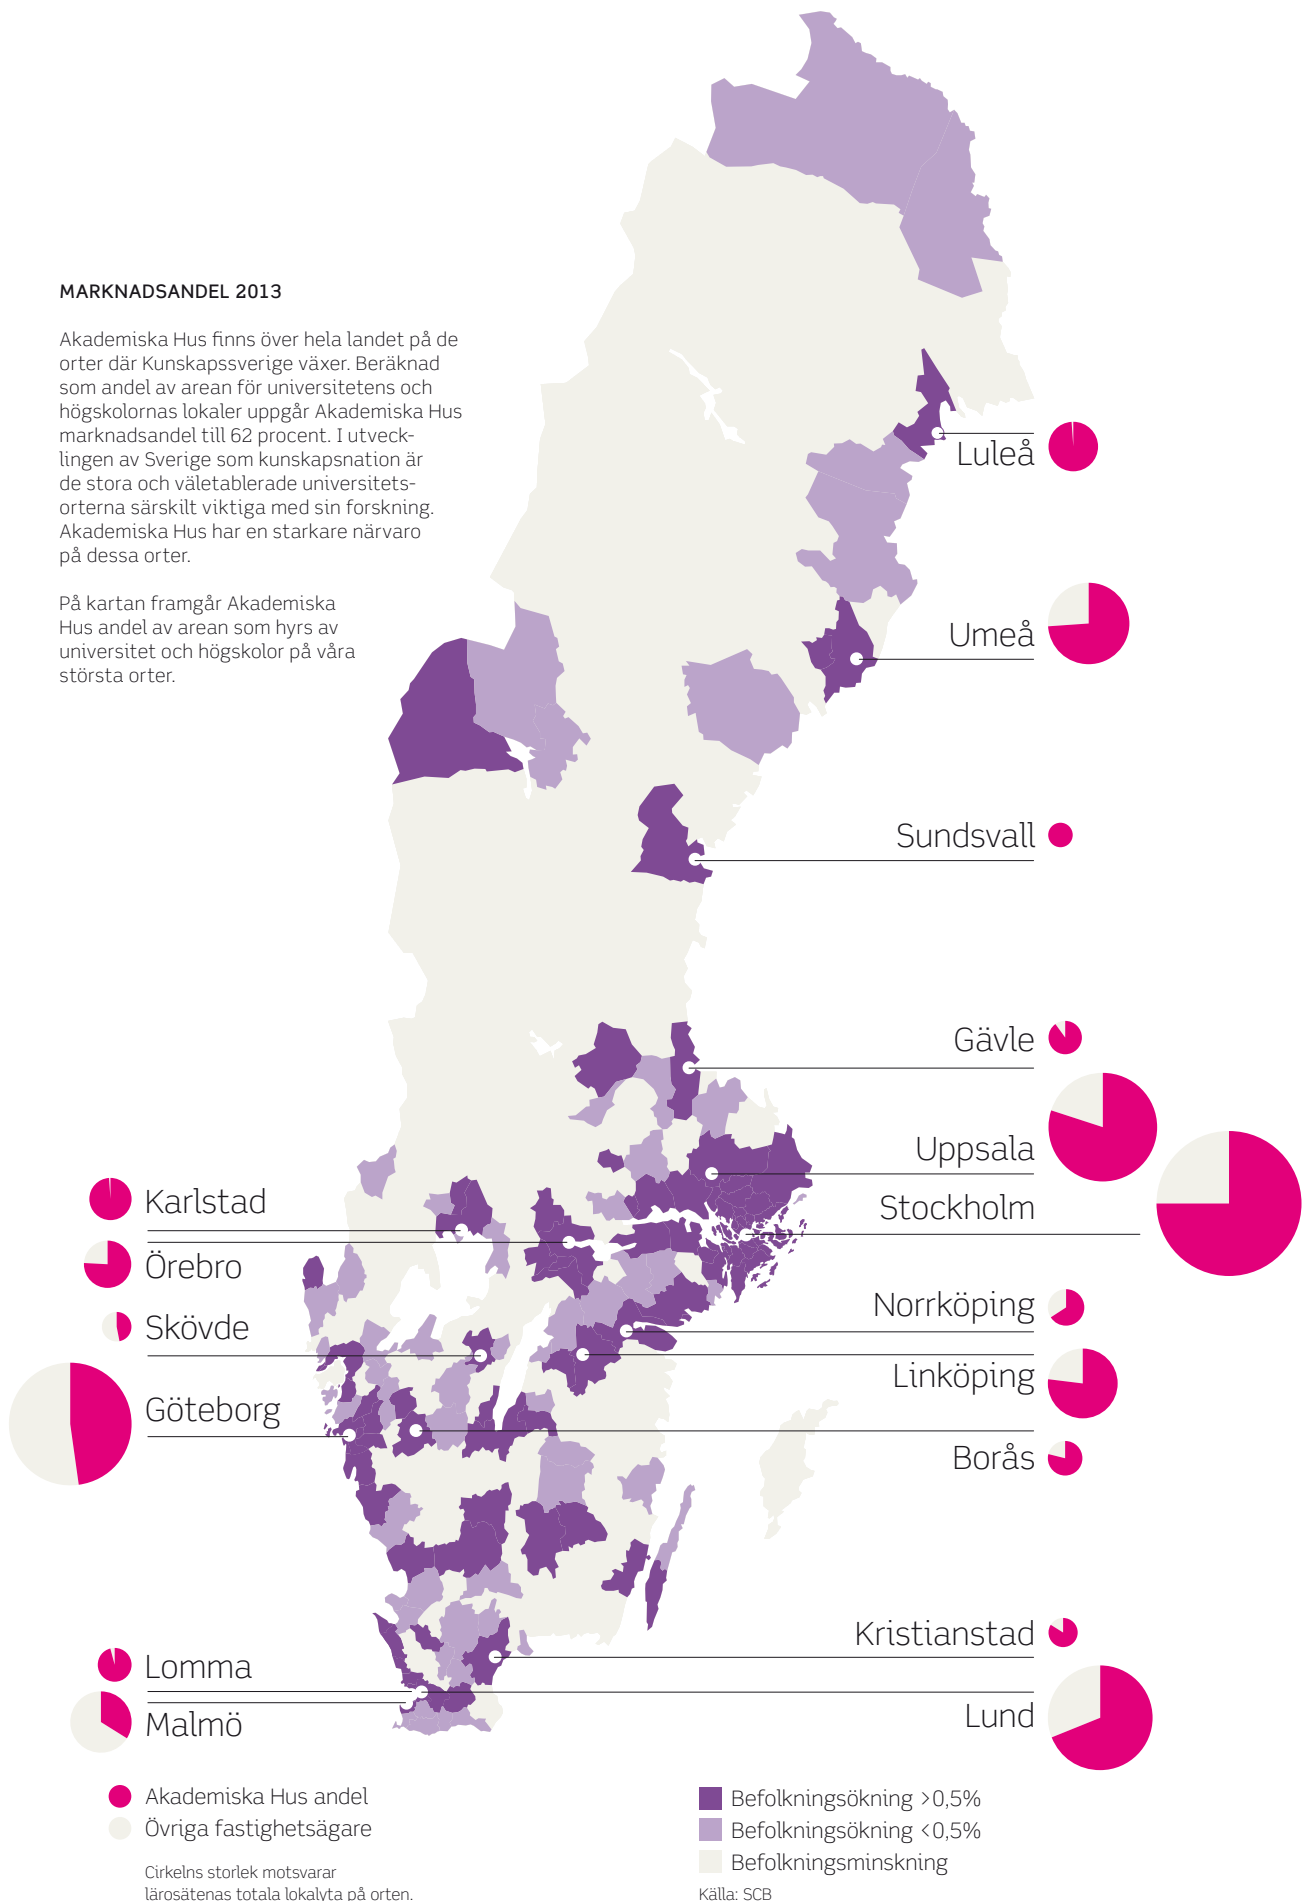 MARKNADSANDEL 2013
Akademiska Hus finns över hela landet på de
orter där Kunskapssverige växer. Beräknad
som andel av arean för universitetens och
högskolornas lokaler uppgår Akademiska Hus
marknadsandel till 62 procent. I utveck-
lingen av Sverige som kunskapsnation är
de stora och väletablerade universitets-
orterna särskilt viktiga med sin forskning.
Akademiska Hus har en starkare närvaro
på dessa orter.
På kartan framgår Akademiska
Hus andel av arean som hyrs av
universitet och högskolor på våra
största orter.
Luleå
Umeå
Sundsvall
Gävle
Uppsala
Stockholm
Norrköping
Linköping
Borås
Kristianstad
Lund
Karlstad
Örebro
Skövde
Göteborg
Lomma
Malmö
Akademiska Hus andel
Övriga fastighetsägare
Cirkelns storlek motsvarar
lärosätenas totala lokalyta på orten.
Befolkningsökning >0,5%
Befolkningsökning <0,5%
Befolkningsminskning
Källa: SCB